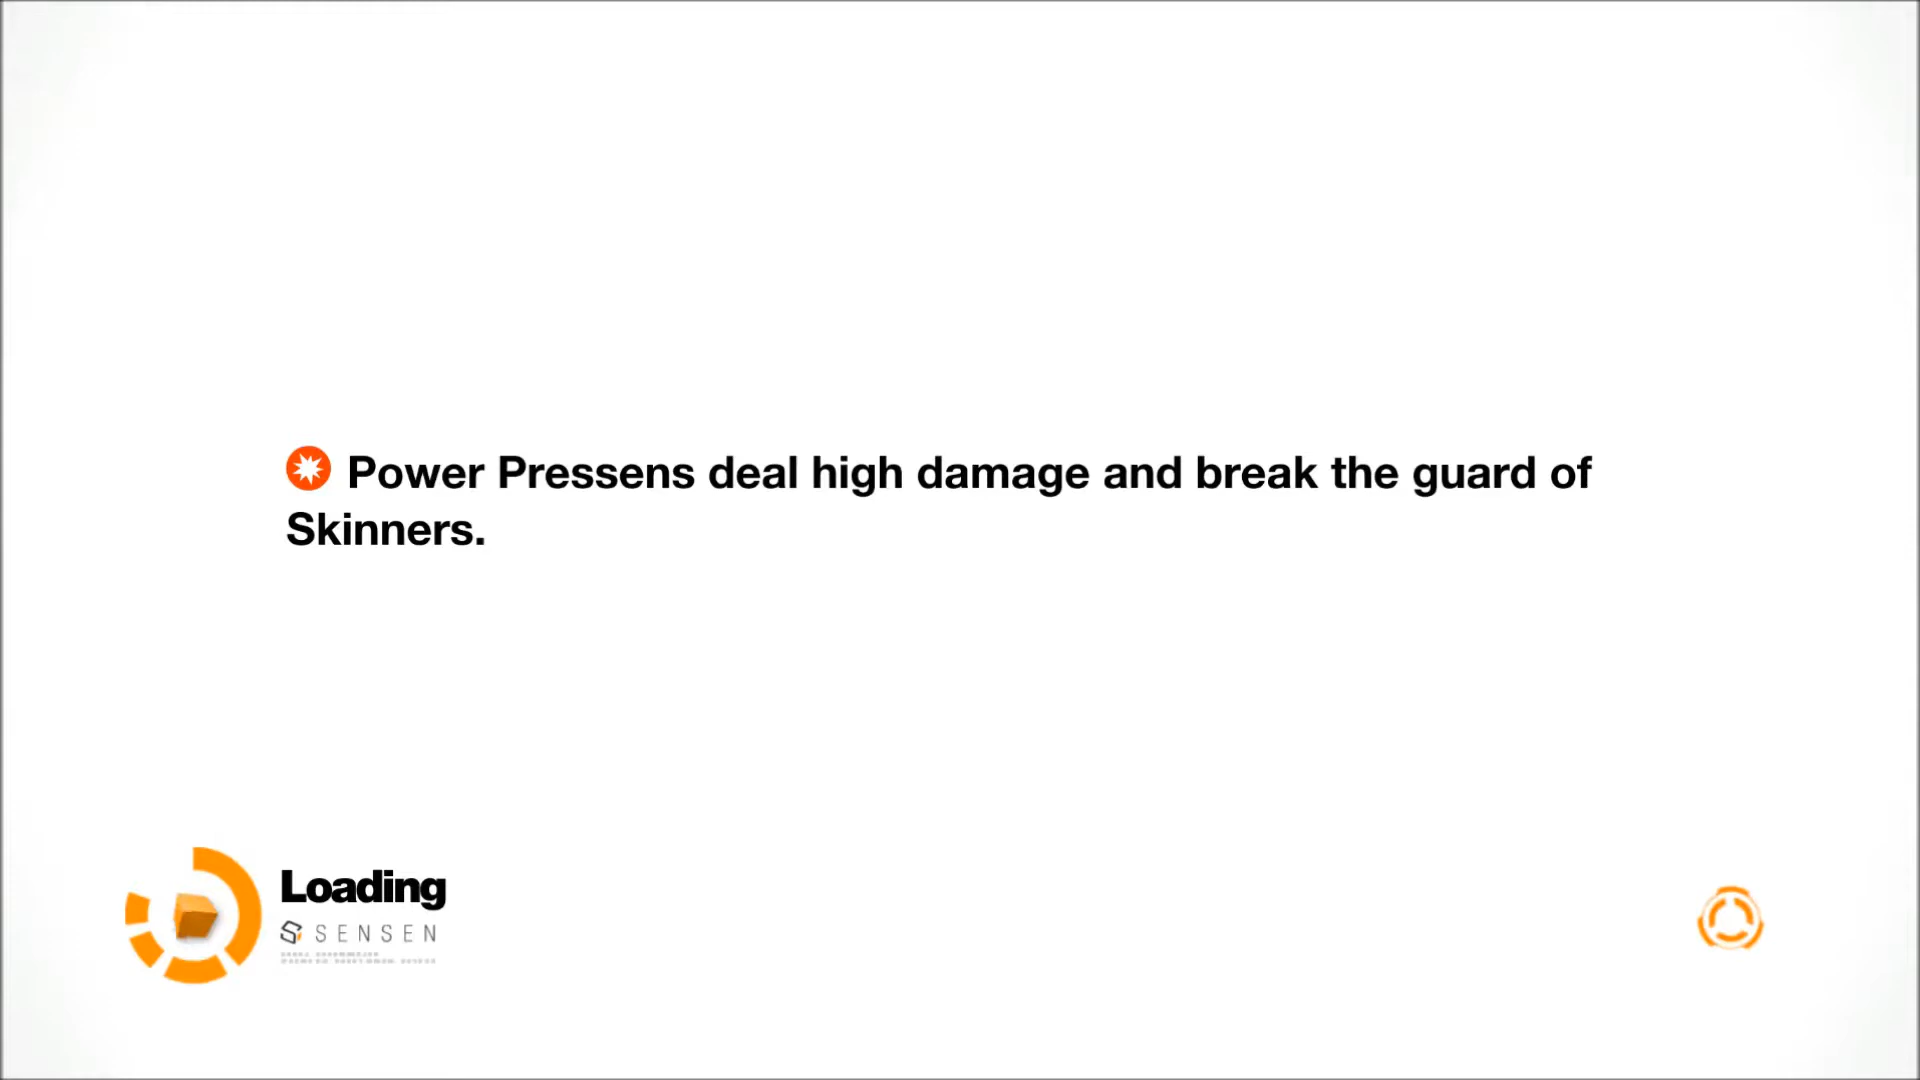 Power Pressens deal high damage and break the guard of
Skinners.
Loading
SENSEN